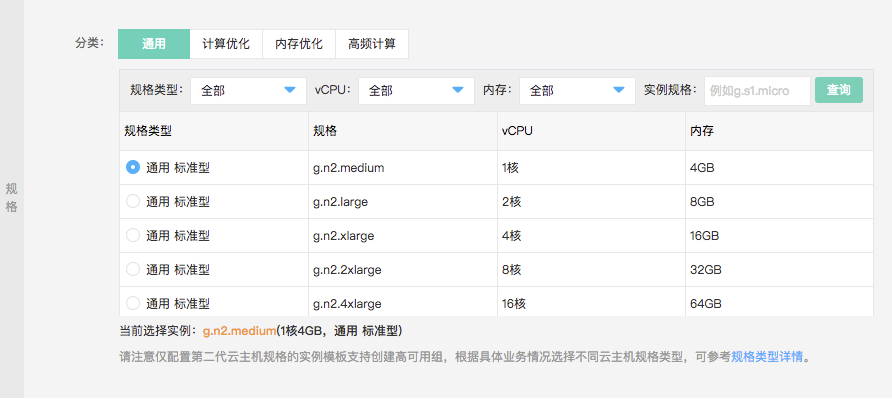 分类： 通用 计算优化 内存优化 高频计算
规格类型： 全部 vCPU： 全部 内存： 全部 实例规格： 例如g.s1.micro 查询
规格类型 规格 vCPU 内存
通用 标准型 g.n2.medium 1核 4GB
规格
通用 标准型 g.n2.large 2核 8GB
通用 标准型 g.n2.xlarge 4核 16GB
通用 标准型 g.n2.2xlarge 8核 32GB
通用 标准型 g.n2.4xlarge 16核 64GB
当前选择实例：g.n2.medium(1核4GB，通用 标准型)
请注意仅配置第二代云主机规格的实例模板支持创建高可用组，根据具体业务情况选择不同云主机规格类型，可参考规格类型详情。